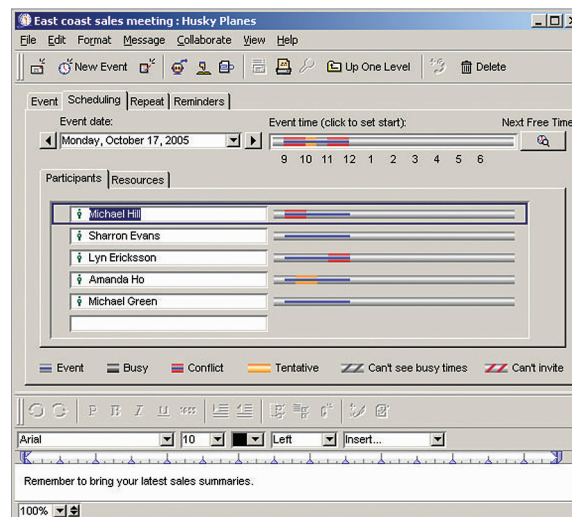 East coast sales meeting : Husky Planes
File Edit Format Message Collaborate View Help
New Event Up One Level Delete
Event Scheduling Repeat Reminders
Event date: Event time (click to set start): Next Free Time
Monday, October 17, 2005
9 10 11 12 1 2 3 4 5 6
Participants Resources
Michael Hill
Sharron Evans
Lyn Ericksson
Amanda Ho
Michael Green
Event Busy Conflict Tentative Can't see busy times Can't invite
P B I U
Arial 10 Left Insert...
Remember to bring your latest sales summaries.
100%